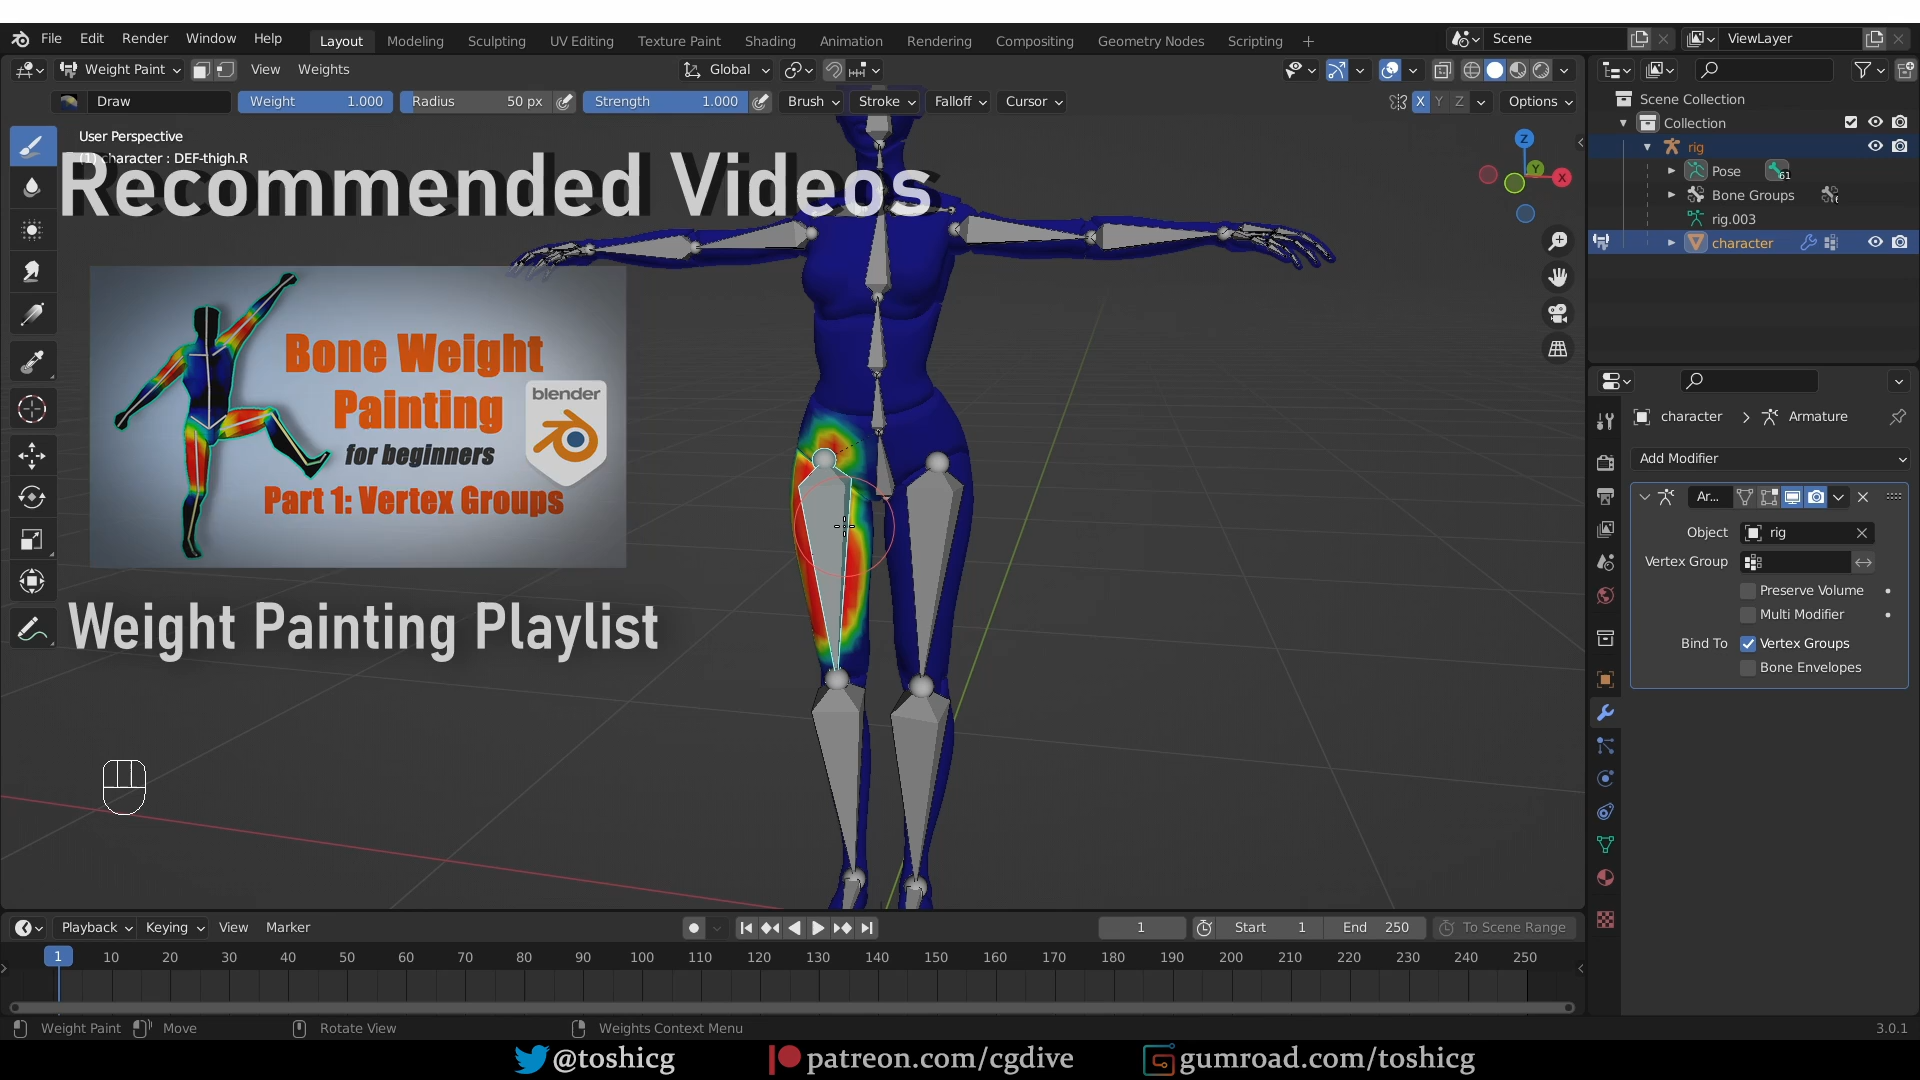 File Edit Render Window Help
Layout Modeling Sculpting UV Editing Texture Paint Shading Animation Rendering Compositing Geometry Nodes Scripting +
Scene
ViewLayer
Weight Paint View Weights
Global
Draw
Weight 1.000
Radius 50 px
Strength 1.000
Brush Stroke Falloff Cursor
X Y Z
Options
User Perspective
(1) character : DEF-thigh.R
Recommended Videos
Bone Weight
Painting
for beginners
Part 1: Vertex Groups
blender
Weight Painting Playlist
Z
Y
X
Scene Collection
Collection
rig
Pose
61
Bone Groups
6
rig.003
character
character > Armature
Add Modifier
Ar...
Object rig
Vertex Group
Preserve Volume
Multi Modifier
Bind To Vertex Groups
Bone Envelopes
Playback Keying View Marker
1
Start 1
End 250
To Scene Range
1 10 20 30 40 50 60 70 80 90 100 110 120 130 140 150 160 170 180 190 200 210 220 230 240 250
Weight Paint Move Rotate View Weights Context Menu
3.0.1
@toshicg patreon.com/cgdive gumroad.com/toshicg